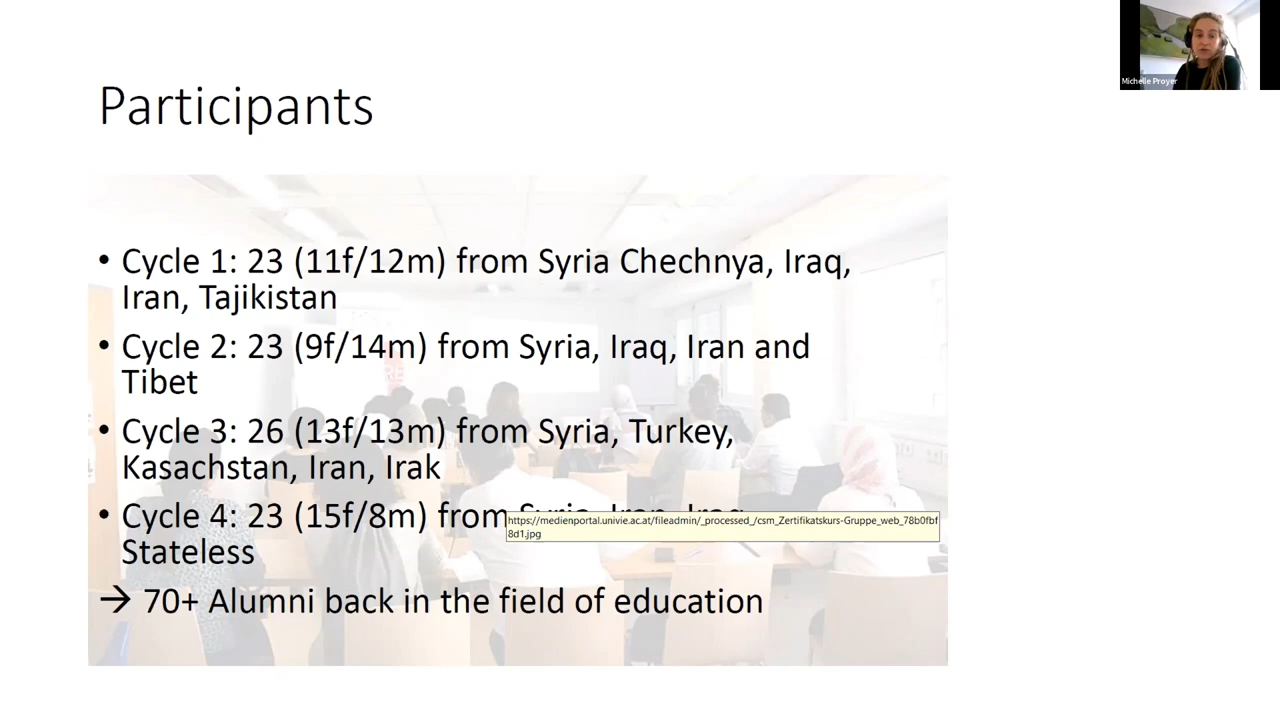 Michelle Proyer
Participants
• Cycle 1: 23 (11f/12m) from Syria Chechnya, Iraq,
Iran, Tajikistan
• Cycle 2: 23 (9f/14m) from Syria, Iraq, Iran and
Tibet
• Cycle 3: 26 (13f/13m) from Syria, Turkey,
Kasachstan, Iran, Irak
• Cycle 4: 23 (15f/8m) from Syria, Iran, Iraq
Stateless
https://medienportal.univie.ac.at/fileadmin/_processed_/csm_Zertifikatskurs-Gruppe_web_78b0fbf
8d1.jpg
→ 70+ Alumni back in the field of education